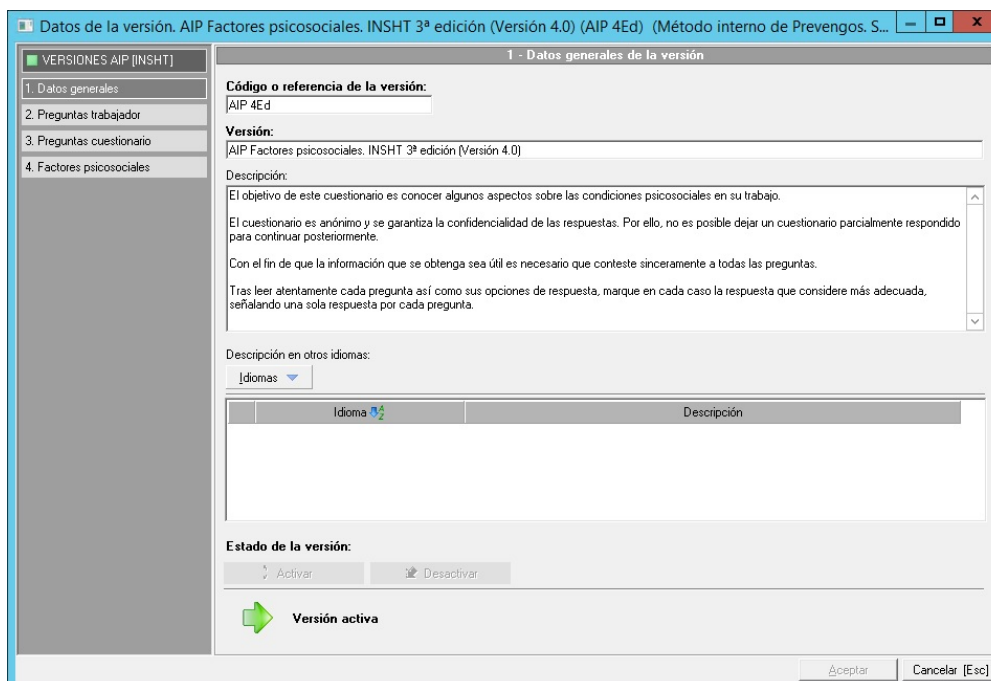 Datos de la versión. AIP Factores psicosociales. INSHT 3ª edición (Versión 4.0) (AIP 4Ed)  (Método interno de Prevengos. S...
VERSIONES AIP [INSHT]
1. Datos generales
2. Preguntas trabajador
3. Preguntas cuestionario
4. Factores psicosociales
1 - Datos generales de la versión
Código o referencia de la versión:
AIP 4Ed
Versión:
AIP Factores psicosociales. INSHT 3ª edición (Versión 4.0)
Descripción:
El objetivo de este cuestionario es conocer algunos aspectos sobre las condiciones psicosociales en su trabajo.
El cuestionario es anónimo y se garantiza la confidencialidad de las respuestas. Por ello, no es posible dejar un cuestionario parcialmente respondido
para continuar posteriormente.
Con el fin de que la información que se obtenga sea útil es necesario que conteste sinceramente a todas las preguntas.
Tras leer atentamente cada pregunta así como sus opciones de respuesta, marque en cada caso la respuesta que considere más adecuada,
señalando una sola respuesta por cada pregunta.
Descripción en otros idiomas:
Idiomas
Idioma
Descripción
Estado de la versión:
Activar
Desactivar
Versión activa
Aceptar
Cancelar [Esc]